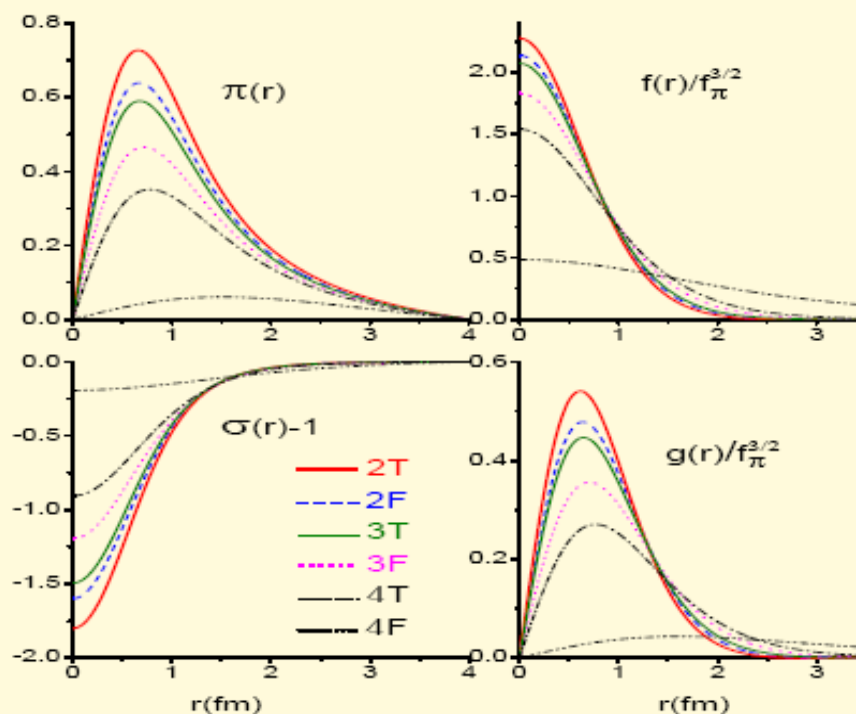 0.8
0.6
0.4
0.2
0.0
0 1 2 3 4
π(r)
2.0
1.5
1.0
0.5
0.0
0 1 2 3
f(r)/f_π^3/2
0.0
-0.5
-1.0
-1.5
-2.0
0 1 2 3 4
σ(r)-1
2T
2F
3T
3F
4T
4F
r(fm)
0.6
0.4
0.2
0.0
0 1 2 3
g(r)/f_π^3/2
r(fm)